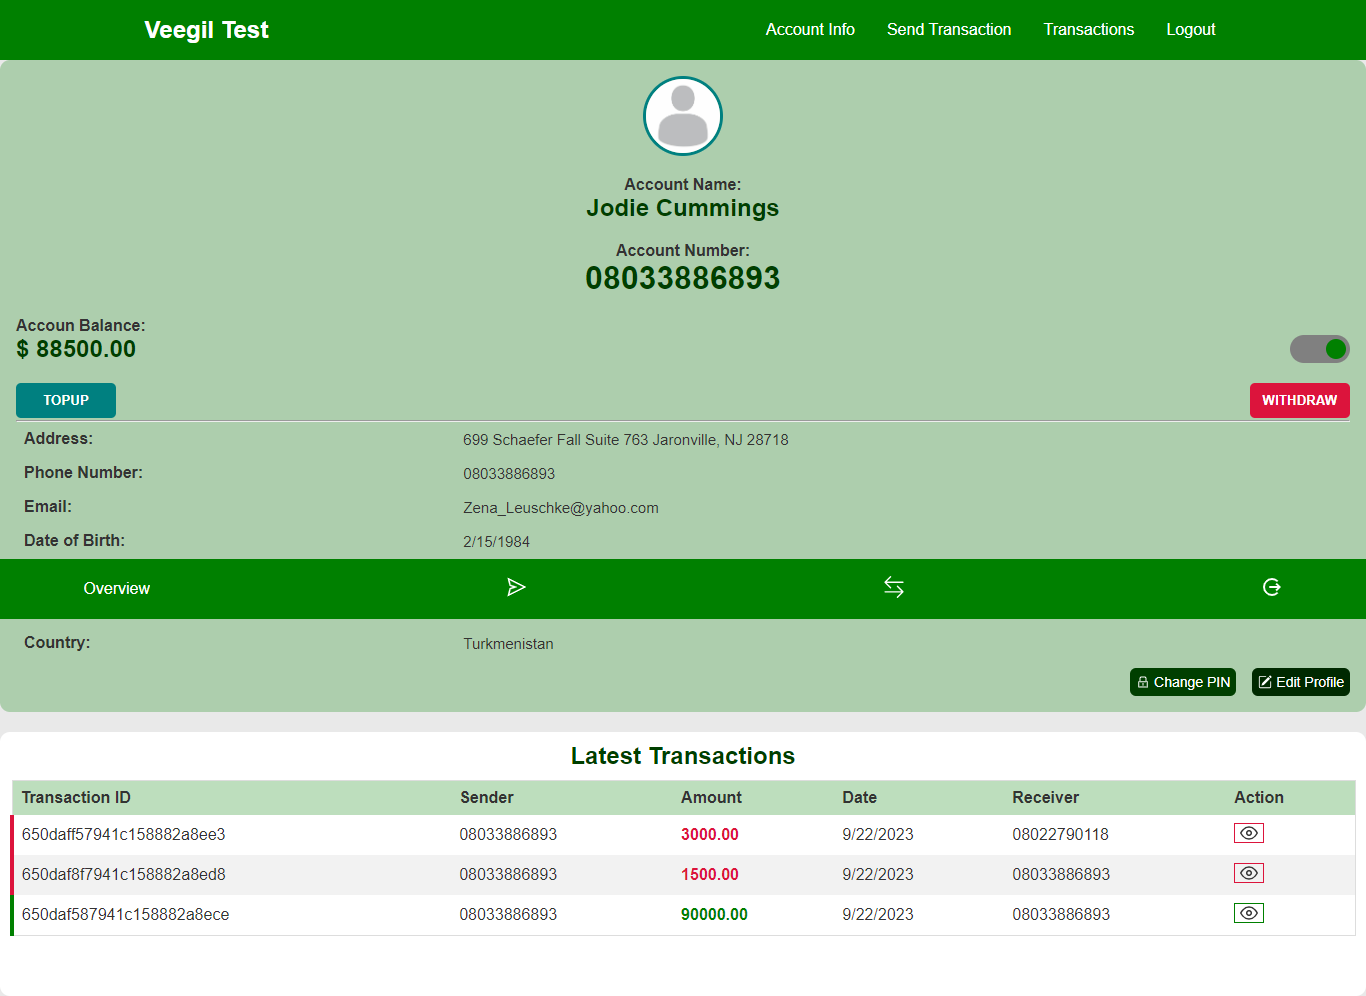 Veegil Test Account Info Send Transaction Transactions Logout
Account Name:
Jodie Cummings
Account Number:
08033886893
Accoun Balance:
$ 88500.00
TOPUP WITHDRAW
Address: 699 Schaefer Fall Suite 763 Jaronville, NJ 28718
Phone Number: 08033886893
Email: Zena_Leuschke@yahoo.com
Date of Birth: 2/15/1984
Overview
Country: Turkmenistan
Change PIN Edit Profile
Latest Transactions
Transaction ID Sender Amount Date Receiver Action
650daff57941c158882a8ee3 08033886893 3000.00 9/22/2023 08022790118
650daf8f7941c158882a8ed8 08033886893 1500.00 9/22/2023 08033886893
650daf587941c158882a8ece 08033886893 90000.00 9/22/2023 08033886893